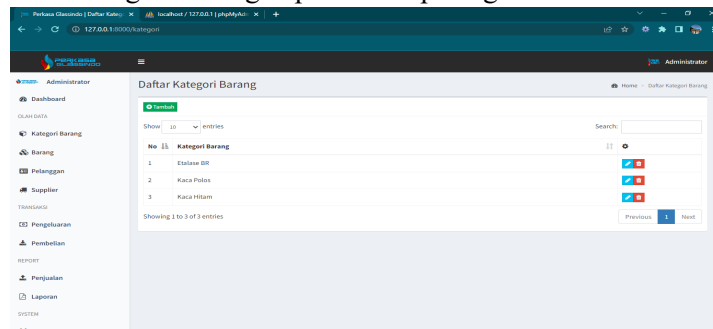 Perkasa Glassindo | Daftar Kateg
localhost / 127.0.0.1 | phpMyAdm
127.0.0.1:8000/kategori
PERKASA
GLASSINDO
Administrator
Administrator
Dashboard
OLAH DATA
Kategori Barang
Barang
Pelanggan
Supplier
TRANSAKSI
Pengeluaran
Pembelian
REPORT
Penjualan
Laporan
SYSTEM
Daftar Kategori Barang
Home > Daftar Kategori Barang
Tambah
Show 10 entries
Search:
No Kategori Barang
1 Etalase BR
2 Kaca Polos
3 Kaca Hitam
Showing 1 to 3 of 3 entries
Previous 1 Next